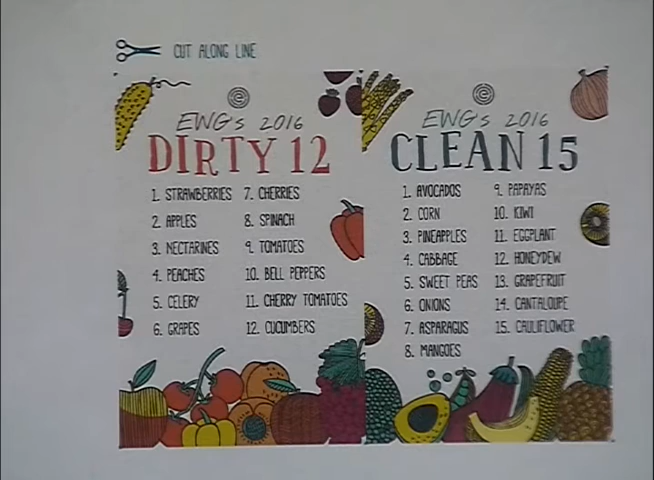 CUT ALONG LINE
EWG's 2016
DIRTY 12
1. STRAWBERRIES
2. APPLES
3. NECTARINES
4. PEACHES
5. CELERY
6. GRAPES
7. CHERRIES
8. SPINACH
9. TOMATOES
10. BELL PEPPERS
11. CHERRY TOMATOES
12. CUCUMBERS
EWG's 2016
CLEAN 15
1. AVOCADOS
2. CORN
3. PINEAPPLES
4. CABBAGE
5. SWEET PEAS
6. ONIONS
7. ASPARAGUS
8. MANGOES
9. PAPAYAS
10. KIWI
11. EGGPLANT
12. HONEYDEW
13. GRAPEFRUIT
14. CANTALOUPE
15. CAULIFLOWER